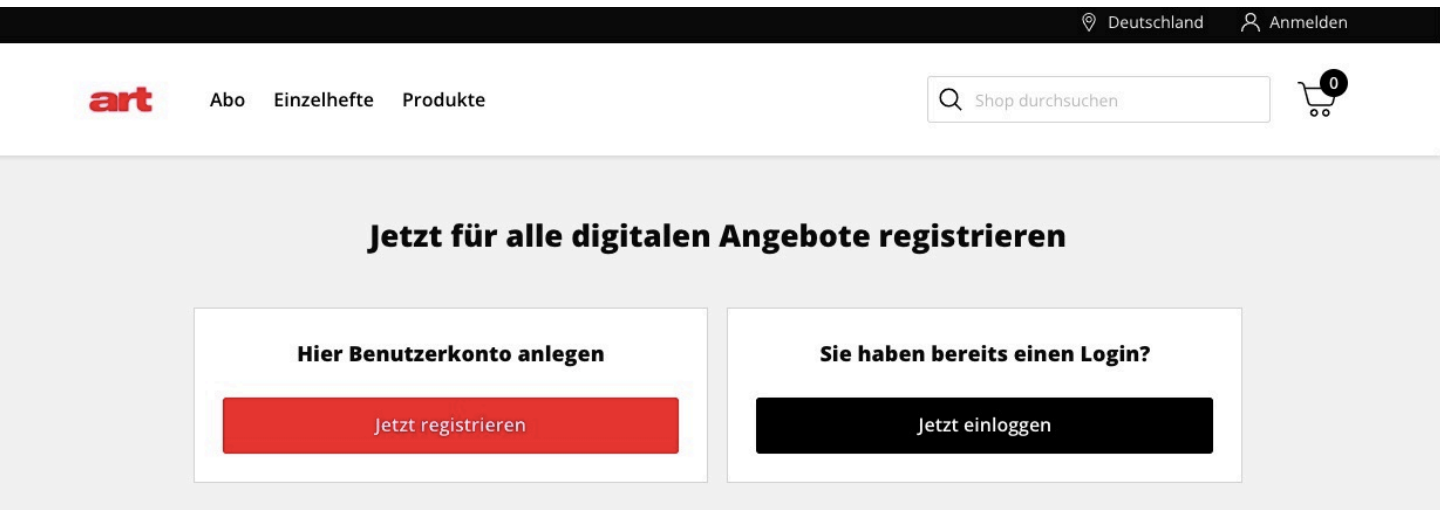 Deutschland Anmelden
art Abo Einzelhefte Produkte Shop durchsuchen 0
Jetzt für alle digitalen Angebote registrieren
Hier Benutzerkonto anlegen
Jetzt registrieren
Sie haben bereits einen Login?
Jetzt einloggen